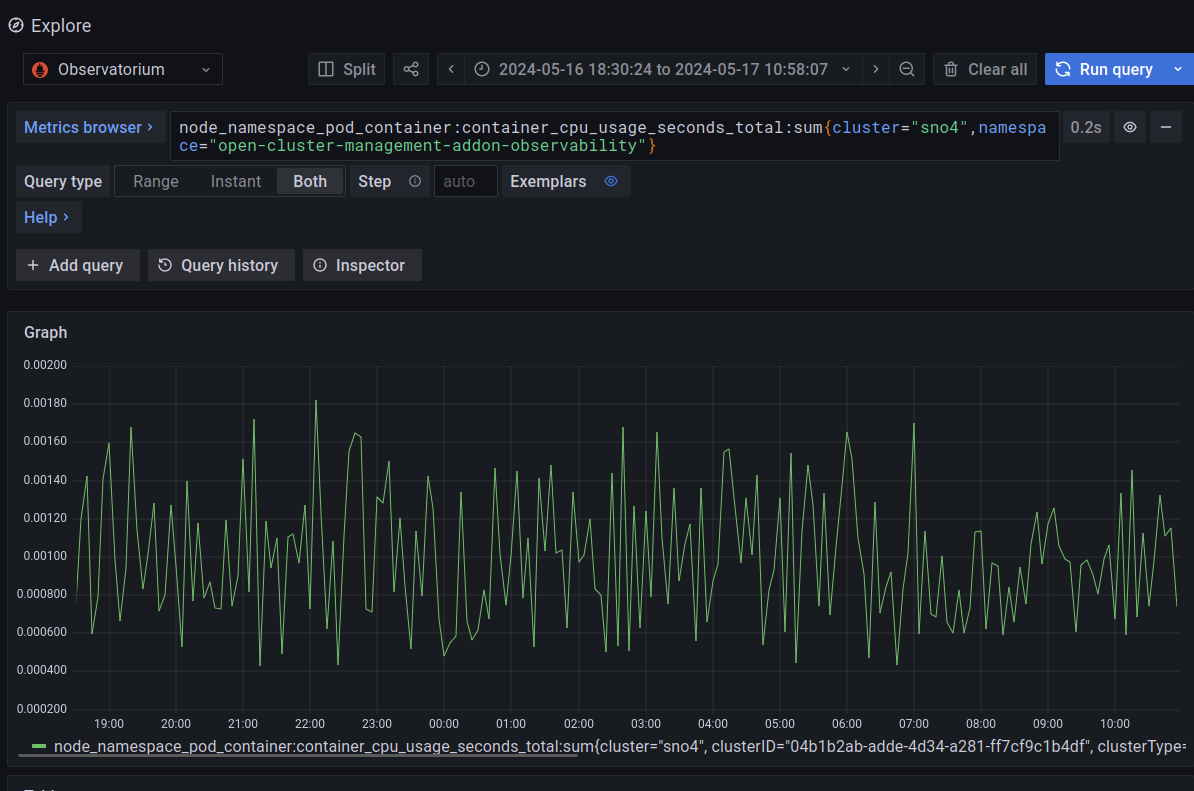 Explore
Observatorium
Split
2024-05-16 18:30:24 to 2024-05-17 10:58:07
Clear all
Run query
Metrics browser
node_namespace_pod_container:container_cpu_usage_seconds_total:sum{cluster="sno4",namespa
ce="open-cluster-management-addon-observability"}
0.2s
Query type
Range
Instant
Both
Step
auto
Exemplars
Help
Add query
Query history
Inspector
Graph
0.00200
0.00180
0.00160
0.00140
0.00120
0.00100
0.000800
0.000600
0.000400
0.000200
19:00
20:00
21:00
22:00
23:00
00:00
01:00
02:00
03:00
04:00
05:00
06:00
07:00
08:00
09:00
10:00
node_namespace_pod_container:container_cpu_usage_seconds_total:sum{cluster="sno4", clusterID="04b1b2ab-adde-4d34-a281-ff7cf9c1b4df", clusterType=